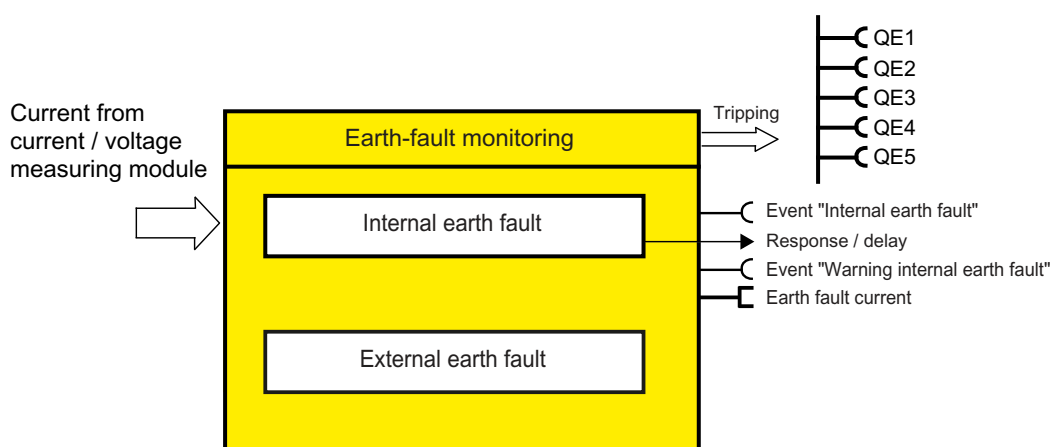 Current from
current / voltage
measuring module
Earth-fault monitoring
Internal earth fault
External earth fault
Tripping
QE1
QE2
QE3
QE4
QE5
Event "Internal earth fault"
Response / delay
Event "Warning internal earth fault"
Earth fault current